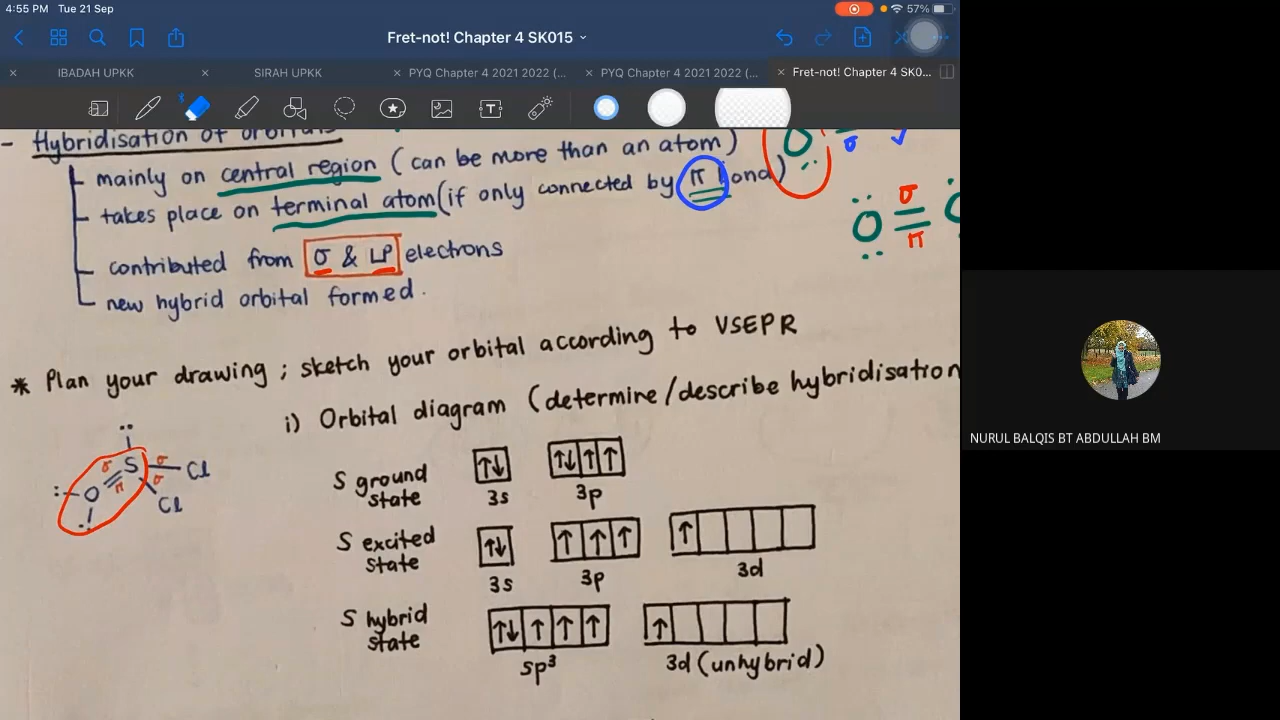 4:55 PM Tue 21 Sep
57%
Fret-not! Chapter 4 SK015
IBADAH UPKK
SIRAH UPKK
PYQ Chapter 4 2021 2022 (...
PYQ Chapter 4 2021 2022 (...
Fret-not! Chapter 4 SK0...
- Hybridisation of orbitals
mainly on central region (can be more than an atom)
takes place on terminal atom (if only connected by π bond)
contributed from σ & LP electrons
new hybrid orbital formed.
O
σ
O
σ
π
* Plan your drawing ; sketch your orbital according to VSEPR
i) Orbital diagram (determine/describe hybridisation
S
σ
σ
Cl
O
π
σ
Cl
S ground state
↑↓ ↑↓ ↑ ↑
3s 3p
S excited state
↑↓ ↑ ↑ ↑ ↑
3s 3p 3d
S hybrid state
↑↓ ↑ ↑ ↑ ↑
sp³ 3d (unhybrid)
NURUL BALQIS BT ABDULLAH BM